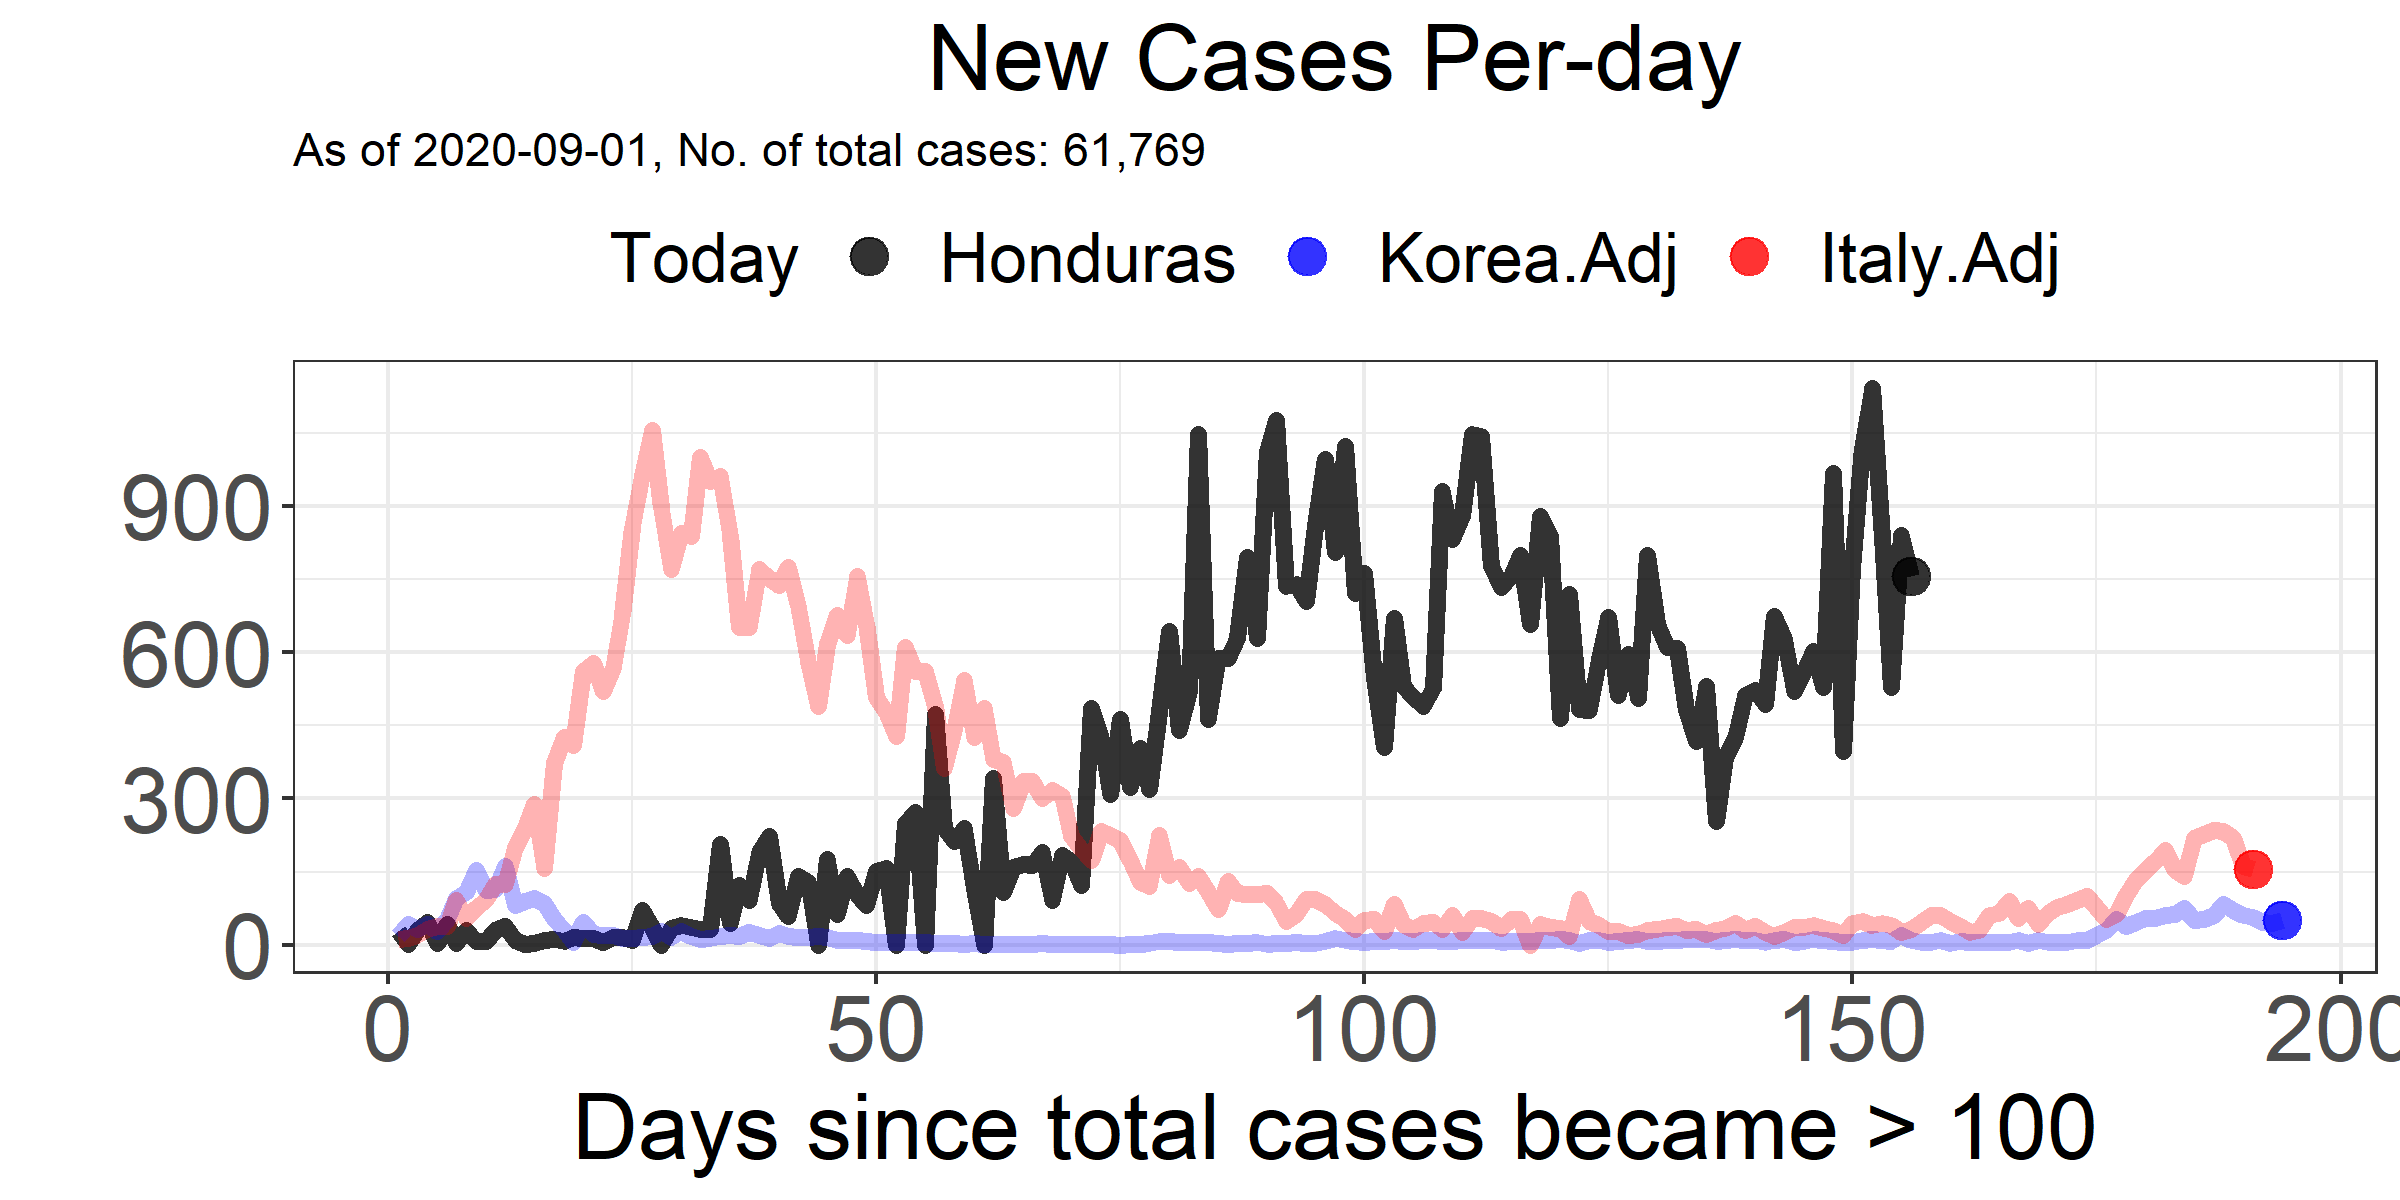 New Cases Per-day
As of 2020-09-01, No. of total cases: 61,769
Today Honduras Korea.Adj Italy.Adj
900
600
300
0
0 50 100 150 200
Days since total cases became > 100